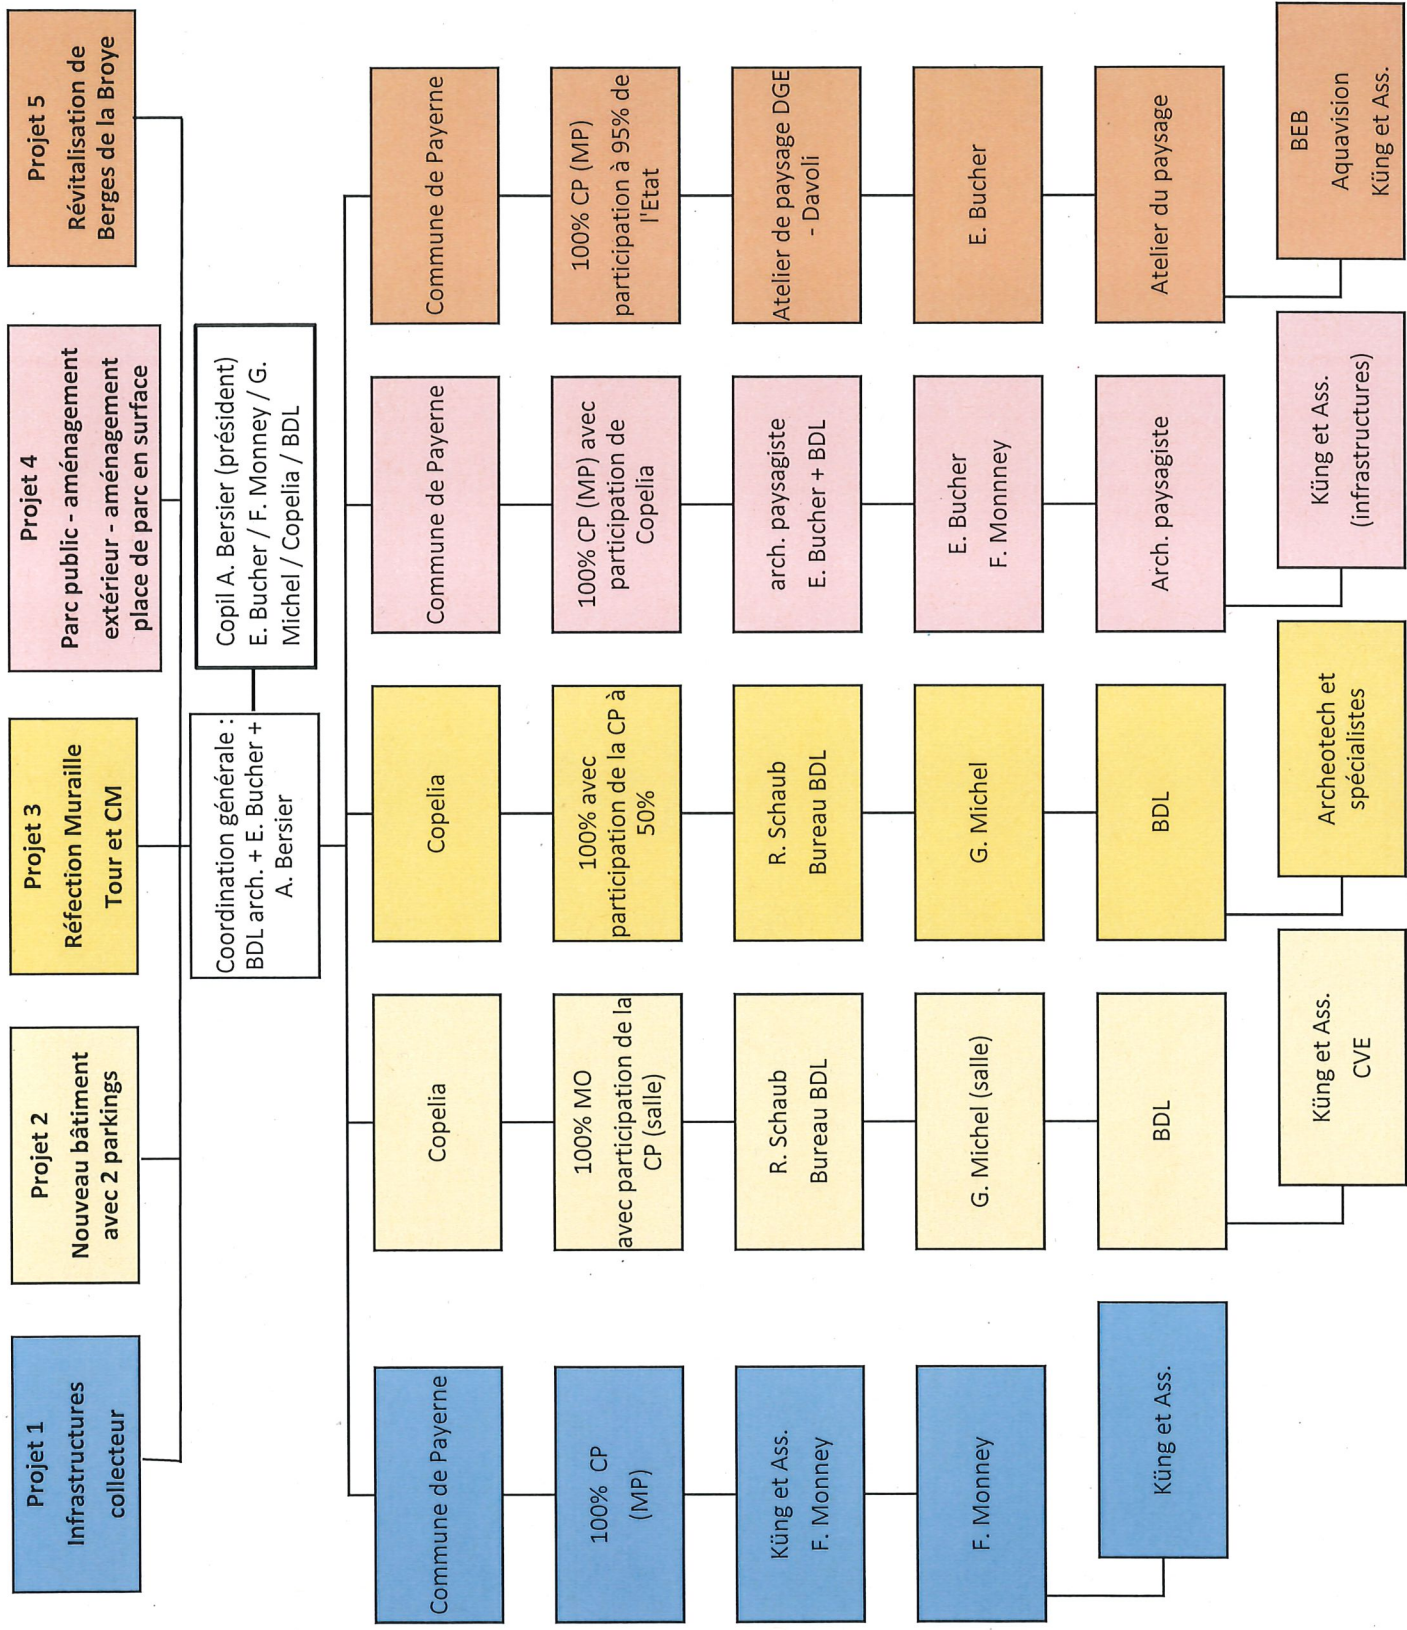 Projet 1
Infrastructures
collecteur
Projet 2
Nouveau bâtiment
avec 2 parkings
Projet 3
Réfection Muraille
Tour et CM
Projet 4
Parc public - aménagement
extérieur - aménagement
place de parc en surface
Projet 5
Révitalisation de
Berges de la Broye
Coordination générale :
BDL arch. + E. Bucher +
A. Bersier
Copil A. Bersier (président)
E. Bucher / F. Monney / G.
Michel / Copelia / BDL
Commune de Payerne
Copelia
Copelia
Commune de Payerne
Commune de Payerne
100% CP
(MP)
100% MO
avec participation de la
CP (salle)
100% avec
participation de la CP à
50%
100% CP (MP) avec
participation de
Copelia
100% CP (MP)
participation à 95% de
l'Etat
Küng et Ass.
F. Monney
R. Schaub
Bureau BDL
R. Schaub
Bureau BDL
arch. paysagiste
E. Bucher + BDL
Atelier de paysage DGE
- Davoli
F. Monney
G. Michel (salle)
G. Michel
E. Bucher
F. Monnney
E. Bucher
Küng et Ass.
BDL
BDL
Arch. paysagiste
Atelier du paysage
Küng et Ass.
CVE
Archeotech et
spécialistes
Küng et Ass.
(infrastructures)
BEB
Aquavision
Küng et Ass.